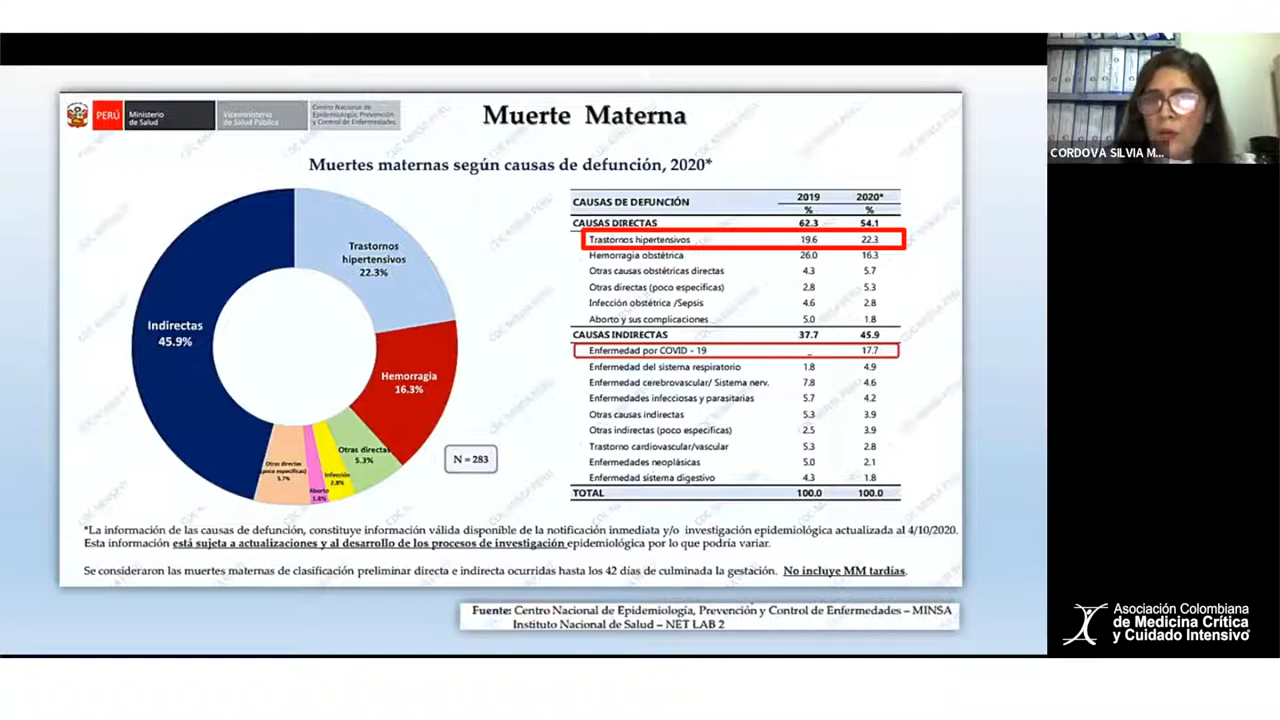 PERÚ
Ministerio
de Salud
Viceministerio
de Salud Pública
Centro Nacional de
Epidemiología, Prevención
y Control de Enfermedades
Muerte Materna
Muertes maternas según causas de defunción, 2020*
Trastornos
hipertensivos
22.3%
Indirectas
45.9%
Hemorragia
16.3%
Otras directas
5.3%
Otras directas
(poco especificas)
5.7%
Infección
2.8%
Aborto
1.8%
N = 283
CAUSAS DE DEFUNCIÓN 2019 2020*
% %
CAUSAS DIRECTAS 62.3 54.1
Trastornos hipertensivos 19.6 22.3
Hemorragia obstétrica 26.0 16.3
Otras causas obstétricas directas 4.3 5.7
Otras directas (poco especificas) 2.8 5.3
Infección obstétrica /Sepsis 4.6 2.8
Aborto y sus complicaciones 5.0 1.8
CAUSAS INDIRECTAS 37.7 45.9
Enfermedad por COVID - 19 _ 17.7
Enfermedad del sistema respiratorio 1.8 4.9
Enfermedad cerebrovascular/ Sistema nerv. 7.8 4.6
Enfermedades infecciosas y parasitarias 5.7 4.2
Otras causas indirectas 5.3 3.9
Otras indirectas (poco especificas) 2.5 3.9
Trastorno cardiovascular/vascular 5.3 2.8
Enfermedades neoplásicas 5.0 2.1
Enfermedad sistema digestivo 4.3 1.8
TOTAL 100.0 100.0
*La información de las causas de defunción, constituye información válida disponible de la notificación inmediata y/o investigación epidemiológica actualizada al 4/10/2020.
Esta información está sujeta a actualizaciones y al desarrollo de los procesos de investigación epidemiológica por lo que podría variar.
Se consideraron las muertes maternas de clasificación preliminar directa e indirecta ocurridas hasta los 42 días de culminada la gestación. No incluye MM tardías.
Fuente: Centro Nacional de Epidemiología, Prevención y Control de Enfermedades – MINSA
Instituto Nacional de Salud – NET LAB 2
CORDOVA SILVIA M...
Asociación Colombiana
de Medicina Crítica
y Cuidado Intensivo